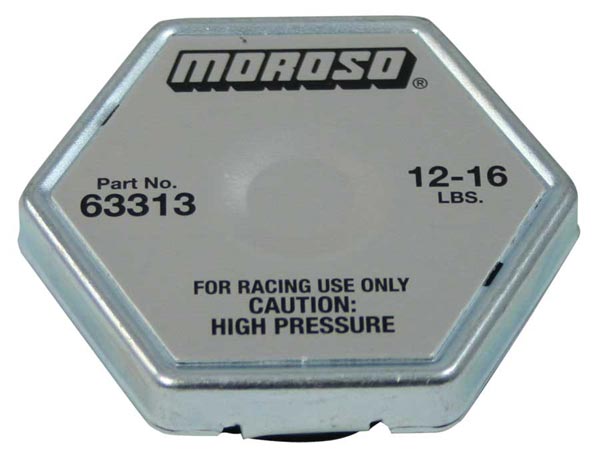 MOROSO®
Part No.
63313
12-16
LBS.
FOR RACING USE ONLY
CAUTION:
HIGH PRESSURE